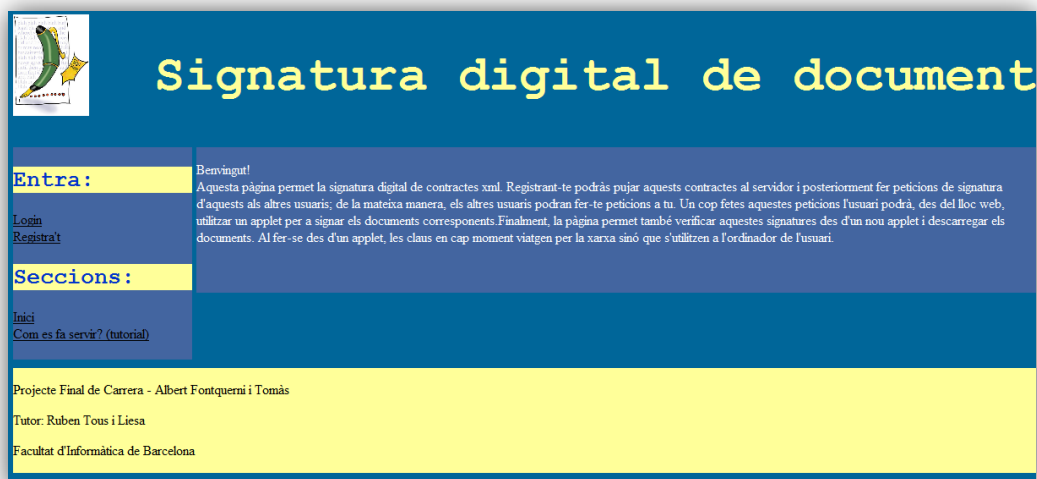 Signatura digital de document
Entra:
Login
Registra't
Seccions:
Inici
Com es fa servir? (tutorial)
Benvingut!
Aquesta pàgina permet la signatura digital de contractes xml. Registrant-te podràs pujar aquests contractes al servidor i posteriorment fer peticions de signatura
d'aquests als altres usuaris; de la mateixa manera, els altres usuaris podran fer-te peticions a tu. Un cop fetes aquestes peticions l'usuari podrà, des del lloc web,
utilitzar un applet per a signar els documents corresponents.Finalment, la pàgina permet també verificar aquestes signatures des d'un nou applet i descarregar els
documents. Al fer-se des d'un applet, les claus en cap moment viatgen per la xarxa sinó que s'utilitzen a l'ordinador de l'usuari.
Projecte Final de Carrera - Albert Fontquerni i Tomàs
Tutor: Ruben Tous i Liesa
Facultat d'Informàtica de Barcelona